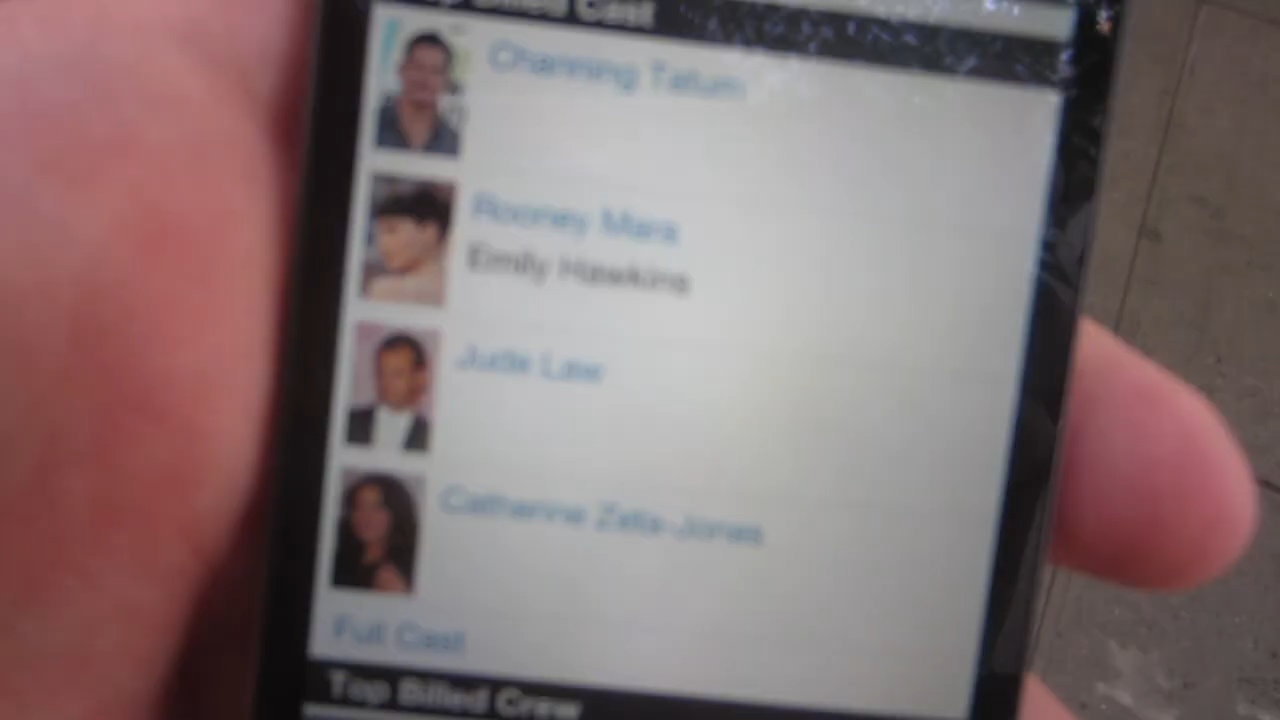 Top Billed Cast
Channing Tatum
Rooney Mara
Emily Hawkins
Jude Law
Catherine Zeta-Jones
Full Cast
Top Billed Crew